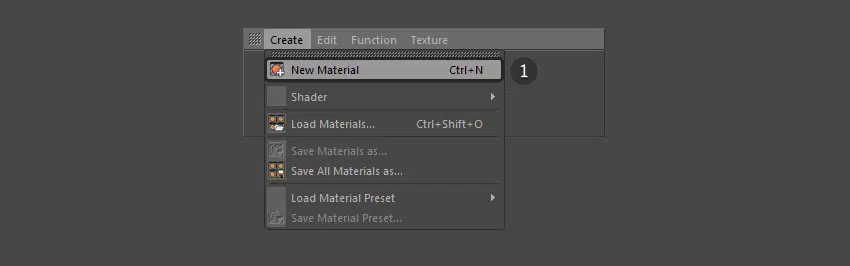 Create Edit Function Texture
New Material Ctrl+N 1
Shader
Load Materials... Ctrl+Shift+O
Save Materials as...
Save All Materials as...
Load Material Preset
Save Material Preset...